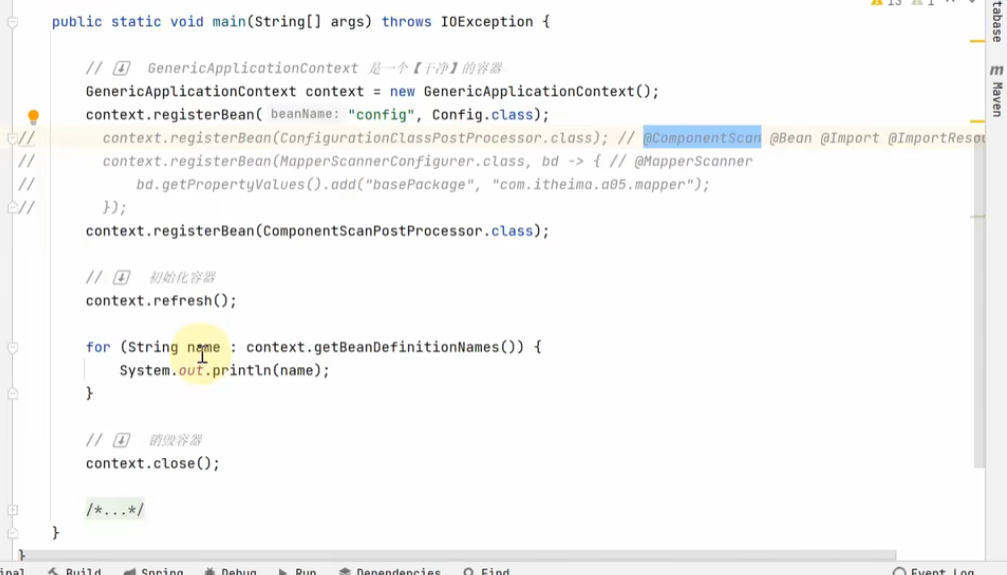 public static void main(String[] args) throws IOException {
// GenericApplicationContext 是一个【干净】的容器
GenericApplicationContext context = new GenericApplicationContext();
context.registerBean( beanName: "config", Config.class);
// context.registerBean(ConfigurationClassPostProcessor.class); // @ComponentScan @Bean @Import @ImportResou
// context.registerBean(MapperScannerConfigurer.class, bd -> { // @MapperScanner
// bd.getPropertyValues().add("basePackage", "com.itheima.a05.mapper");
// });
context.registerBean(ComponentScanPostProcessor.class);
// 初始化容器
context.refresh();
for (String name : context.getBeanDefinitionNames()) {
System.out.println(name);
}
// 销毁容器
context.close();
/*...*/
}
}
Build Spring Debug Run Dependencies Find Event Log
tabase
Maven